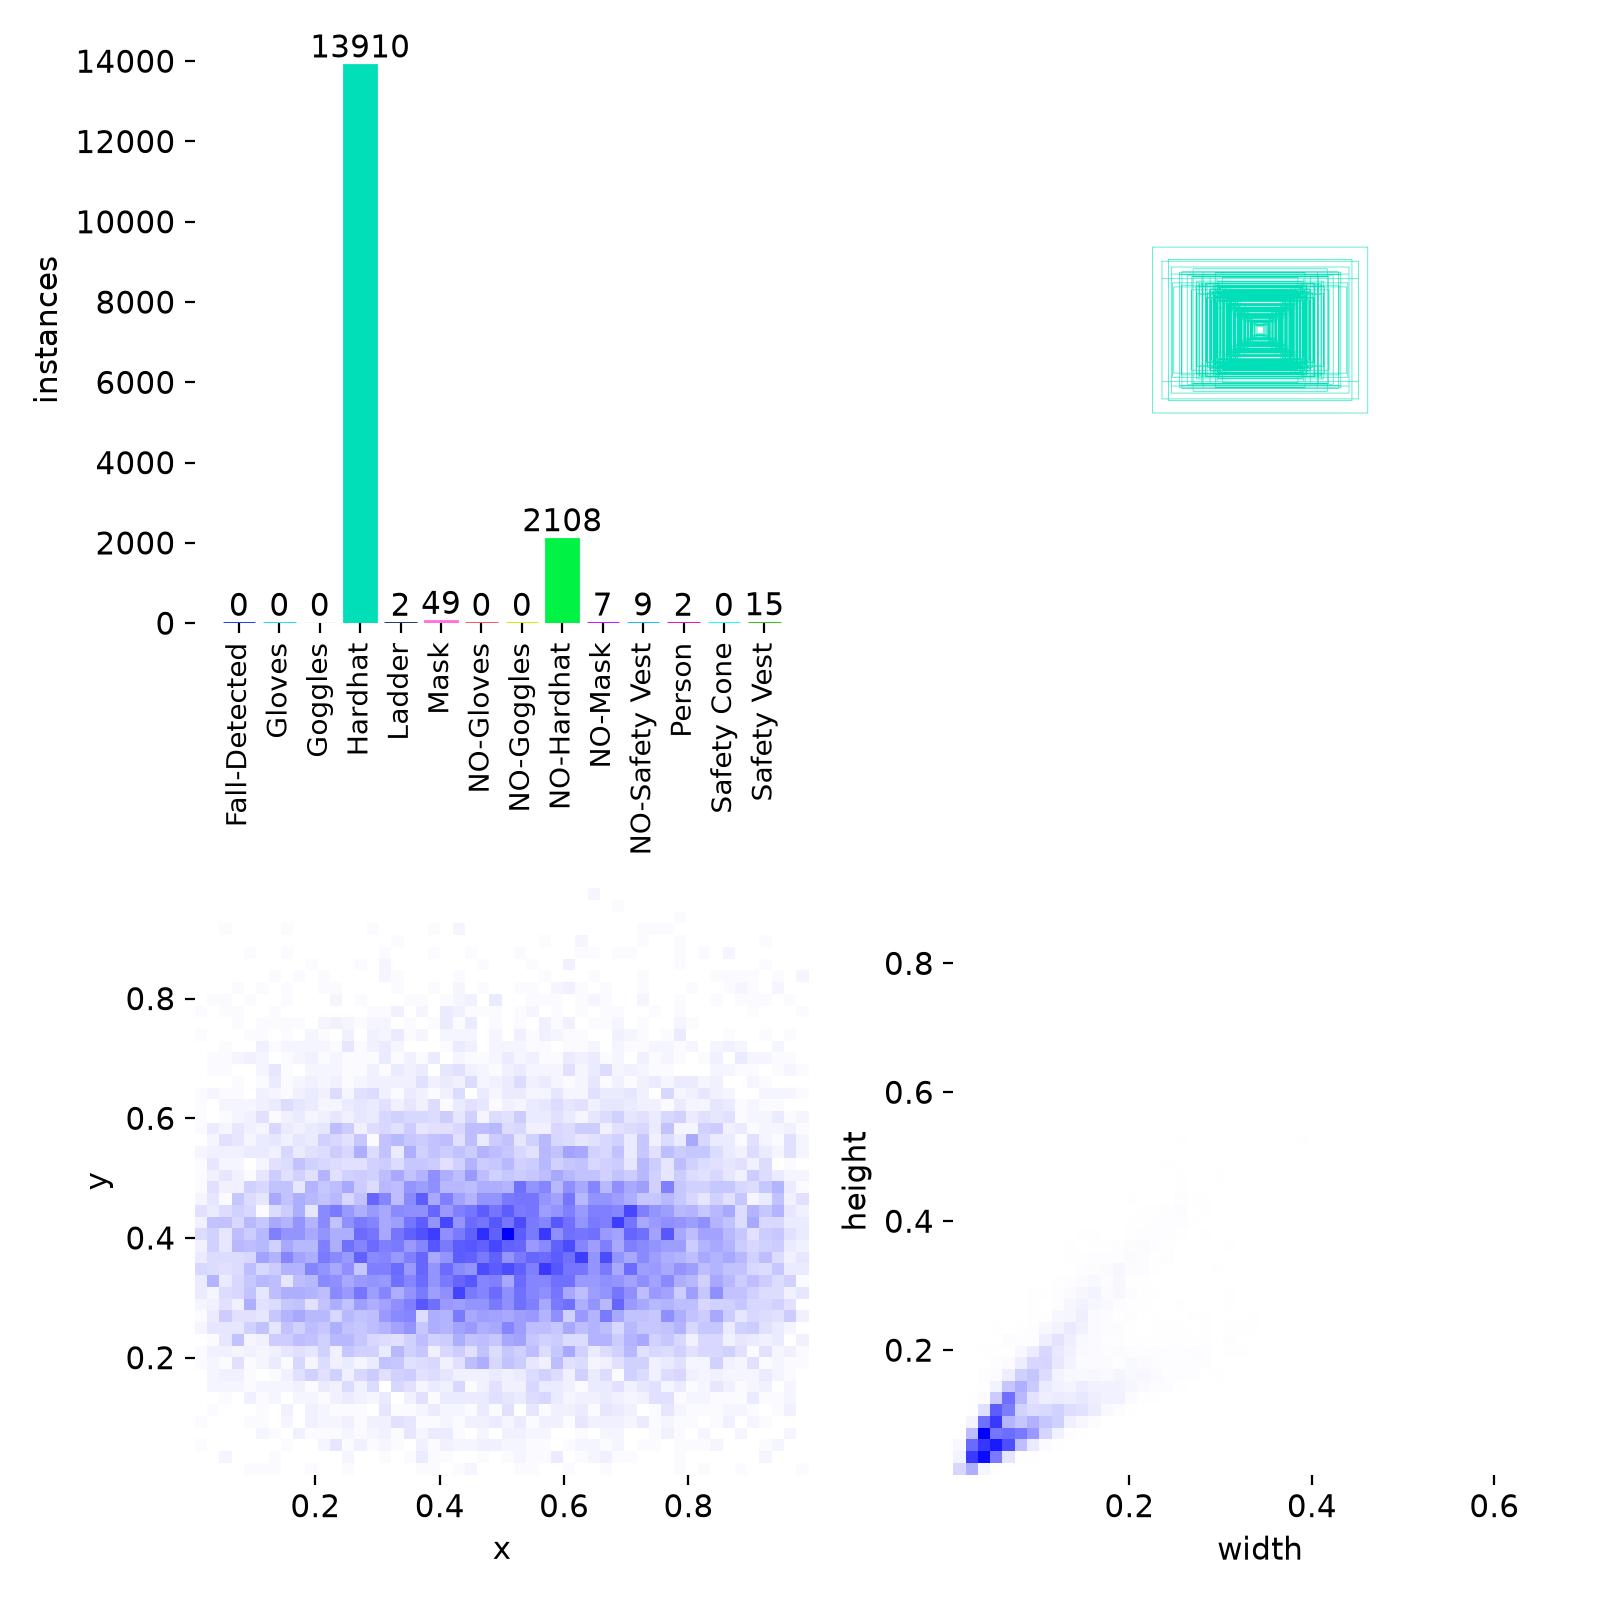 13910
14000
12000
10000
8000
6000
4000
2000
0
instances
2108
0 0 0 2 49 0 0 7 9 2 0 15
Fall-Detected
Gloves
Goggles
Hardhat
Ladder
Mask
NO-Gloves
NO-Goggles
NO-Hardhat
NO-Mask
NO-Safety Vest
Person
Safety Cone
Safety Vest
0.8
0.6
0.4
0.2
y
0.2 0.4 0.6 0.8
x
0.8
0.6
0.4
0.2
height
0.2 0.4 0.6
width